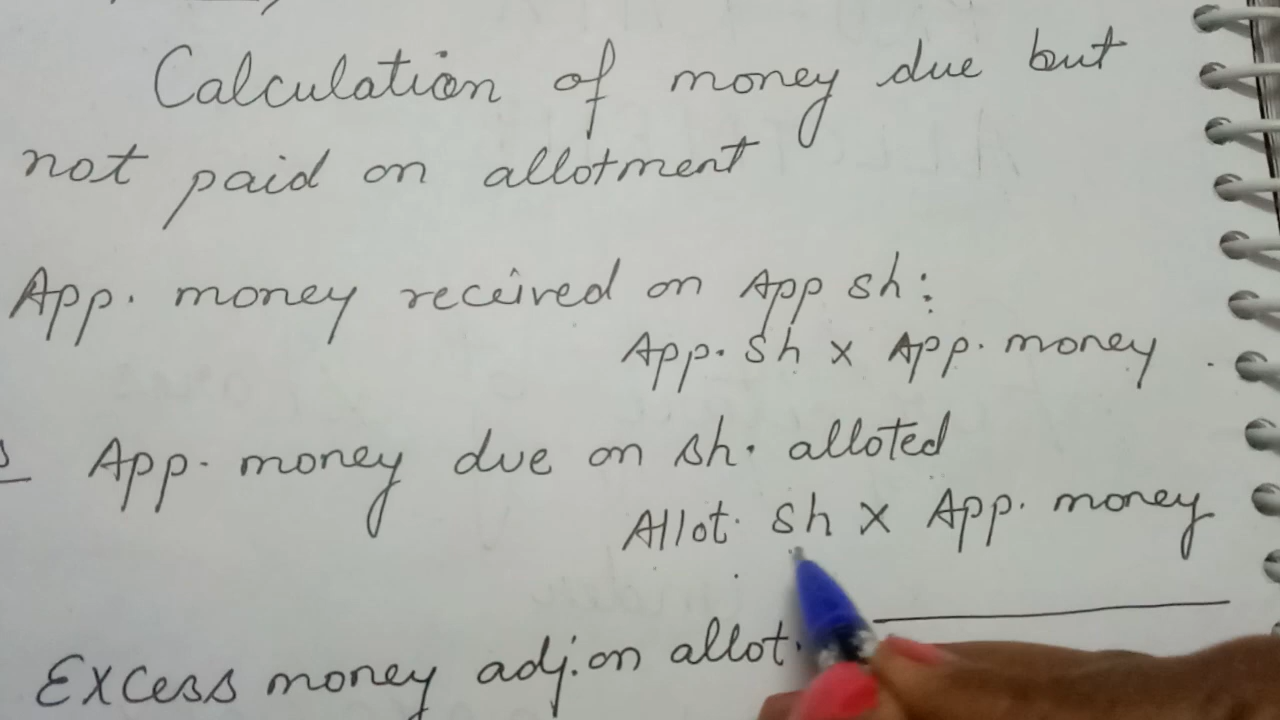 Calculation of money due but
not paid on allotment
App. money received on App sh:
App. sh x App. money
App. money due on sh. alloted
Allot. sh x App. money
Excess money adj. on allot.